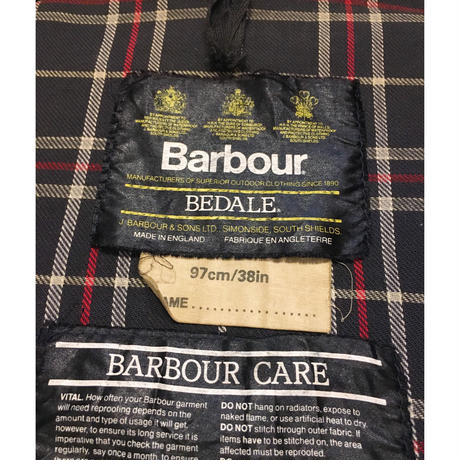 Barbour®
MANUFACTURERS OF SUPERIOR OUTDOOR CLOTHING SINCE 1890
BEDALE®
J. BARBOUR & SONS LTD., SIMONSIDE, SOUTH SHIELDS.
MADE IN ENGLAND FABRIQUE EN ANGLETERRE
97cm/38in
AME..................
BARBOUR CARE
VITAL. How often your Barbour garment
will need reproofing depends on the
amount and type of usage it will get,
however, to ensure its long service it is
imperative that you check the garment
regularly, say once a month, to ensure
DO NOT hang on radiators, expose to
naked flame, or use artificial heat to dry.
DO NOT stitch through outer fabric. If
items have to be stitched on, the area
affected must be reproofed.
DO NOT